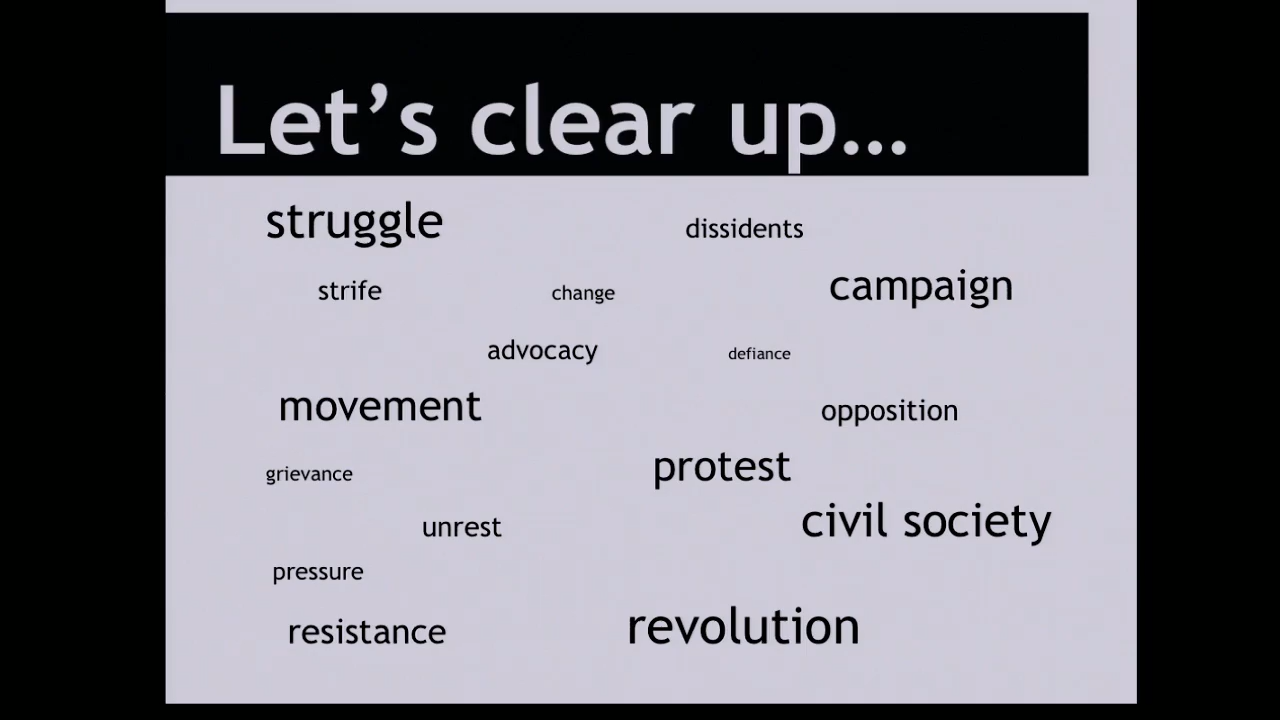 Let's clear up...
struggle
dissidents
strife
change
campaign
advocacy
defiance
movement
opposition
grievance
protest
unrest
civil society
pressure
resistance
revolution